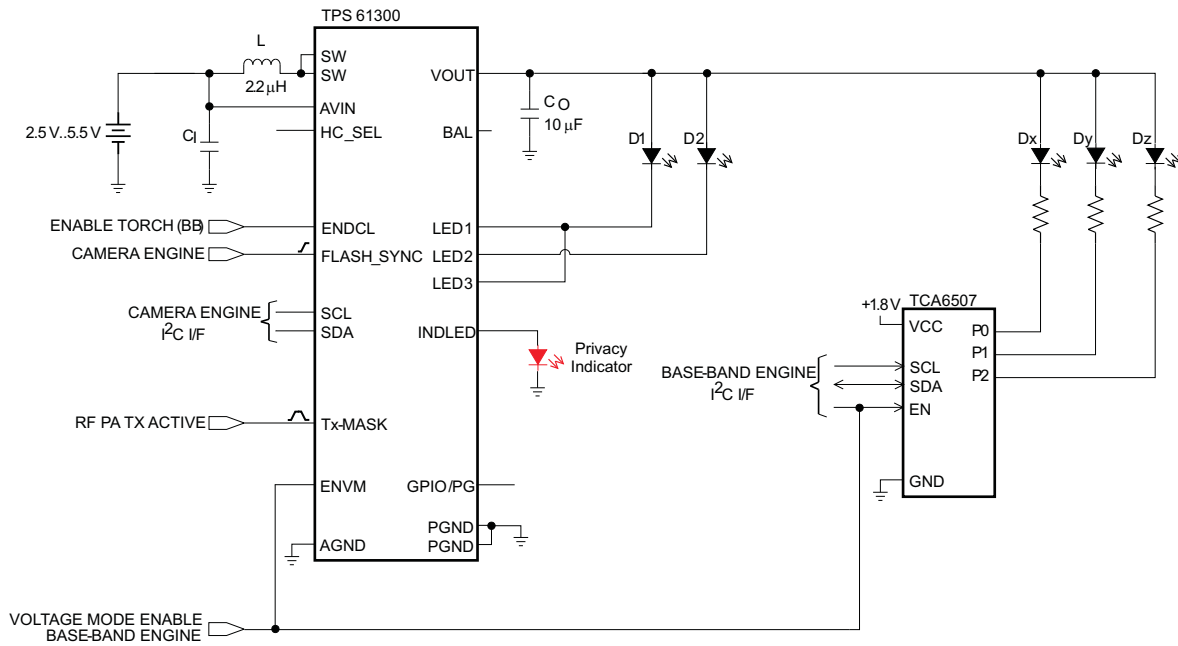 TPS 61300
L
2.2 µH
SW
SW
AVIN
HC_SEL
2.5 V..5.5 V
CI
VOUT
BAL
CO
10 µF
D1
D2
Dx
Dy
Dz
ENABLE TORCH (BB)
ENDCL
CAMERA ENGINE
FLASH_SYNC
LED1
LED2
LED3
CAMERA ENGINE
I2C I/F
SCL
SDA
INDLED
Privacy
Indicator
+1.8 V
TCA6507
VCC
P0
P1
P2
BASE-BAND ENGINE
I2C I/F
SCL
SDA
EN
GND
RF PA TX ACTIVE
Tx-MASK
ENVM
GPIO/PG
PGND
PGND
AGND
VOLTAGE MODE ENABLE
BASE-BAND ENGINE